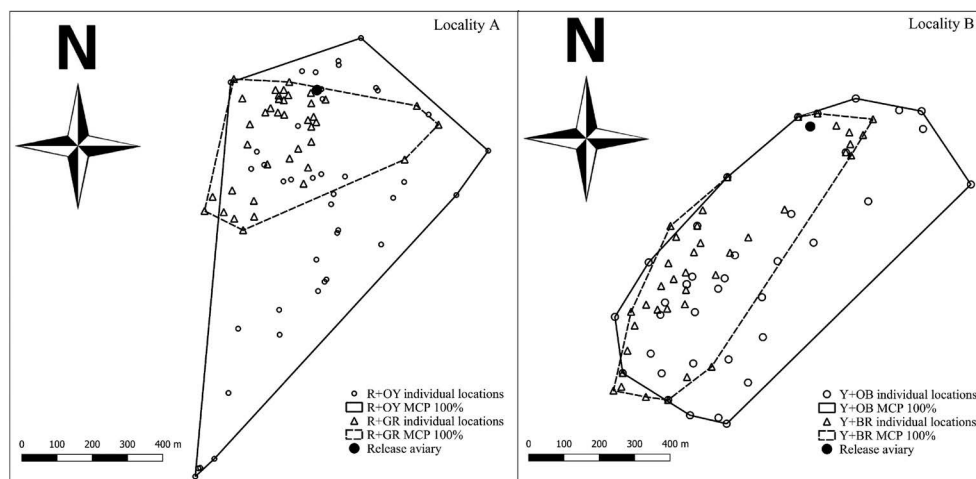 Locality A
N
R+OY individual locations
R+OY MCP 100%
R+GR individual locations
R+GR MCP 100%
Release aviary
0 100 200 300 400 m
Locality B
N
Y+OB individual locations
Y+OB MCP 100%
Y+BR individual locations
Y+BR MCP 100%
Release aviary
0 100 200 300 400 m